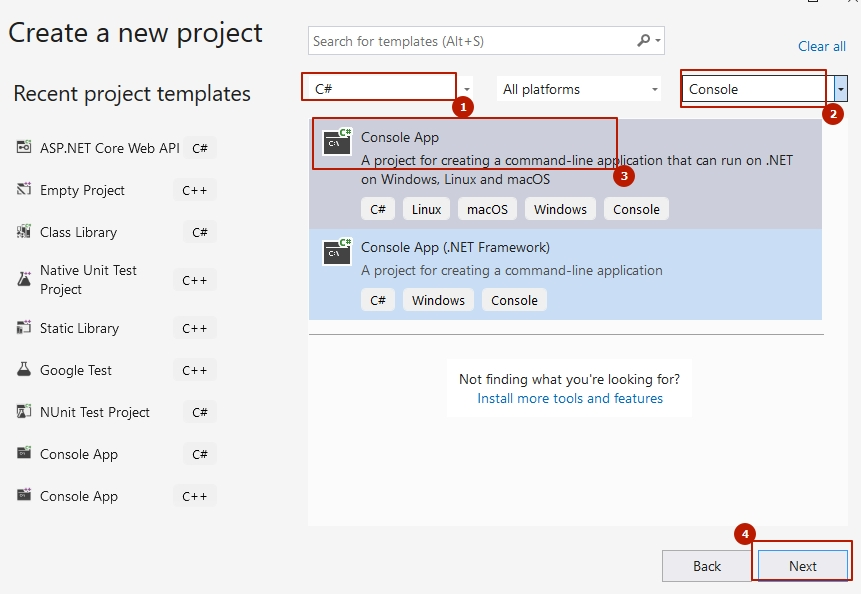 Create a new project
Search for templates (Alt+S)
Clear all
Recent project templates
C#
All platforms
Console
1
2
ASP.NET Core Web API C#
Empty Project C++
Class Library C#
Native Unit Test
Project
C++
Static Library C++
Google Test C++
NUnit Test Project C#
Console App C#
Console App C++
C#
C:\
Console App
A project for creating a command-line application that can run on .NET
on Windows, Linux and macOS
3
C# Linux macOS Windows Console
C#
C:\
Console App (.NET Framework)
A project for creating a command-line application
C# Windows Console
Not finding what you're looking for?
Install more tools and features
4
Back
Next